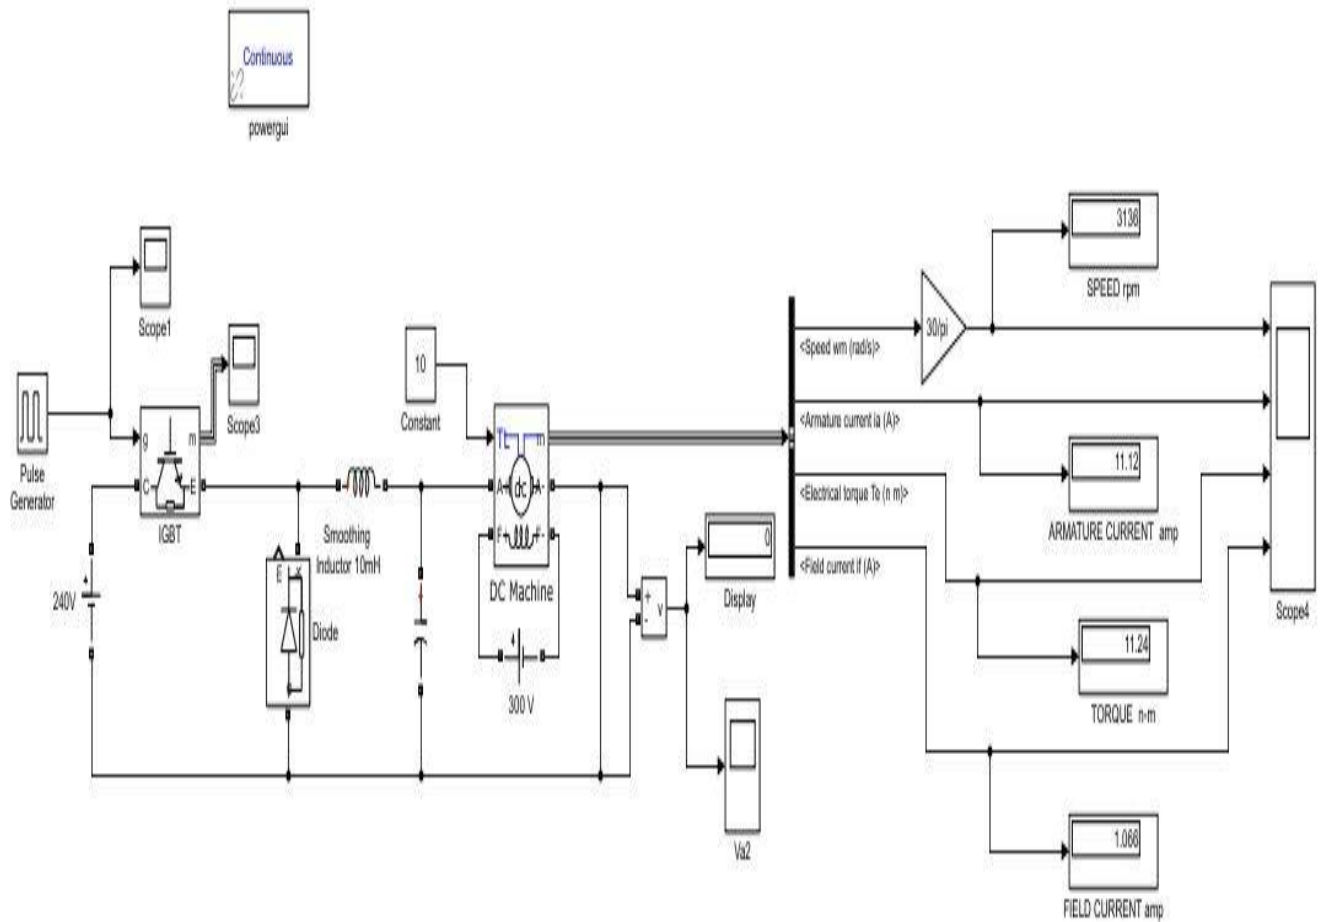 Continuous
powergui
3136
SPEED rpm
Scope1
30/pi
<Speed wm (rad/s)>
10
Constant
Scope3
g
m
C
E
IGBT
Pulse
Generator
<Armature current ia (A)>
11.12
ARMATURE CURRENT amp
TL
m
A+
dc
A-
F+
F-
DC Machine
<Electrical torque Te (n m)>
Smoothing
Inductor 10mH
0
Display
<Field current if (A)>
Scope4
240V
+
Diode
+
-
v
300 V
11.24
TORQUE n-m
Va2
1.066
FIELD CURRENT amp